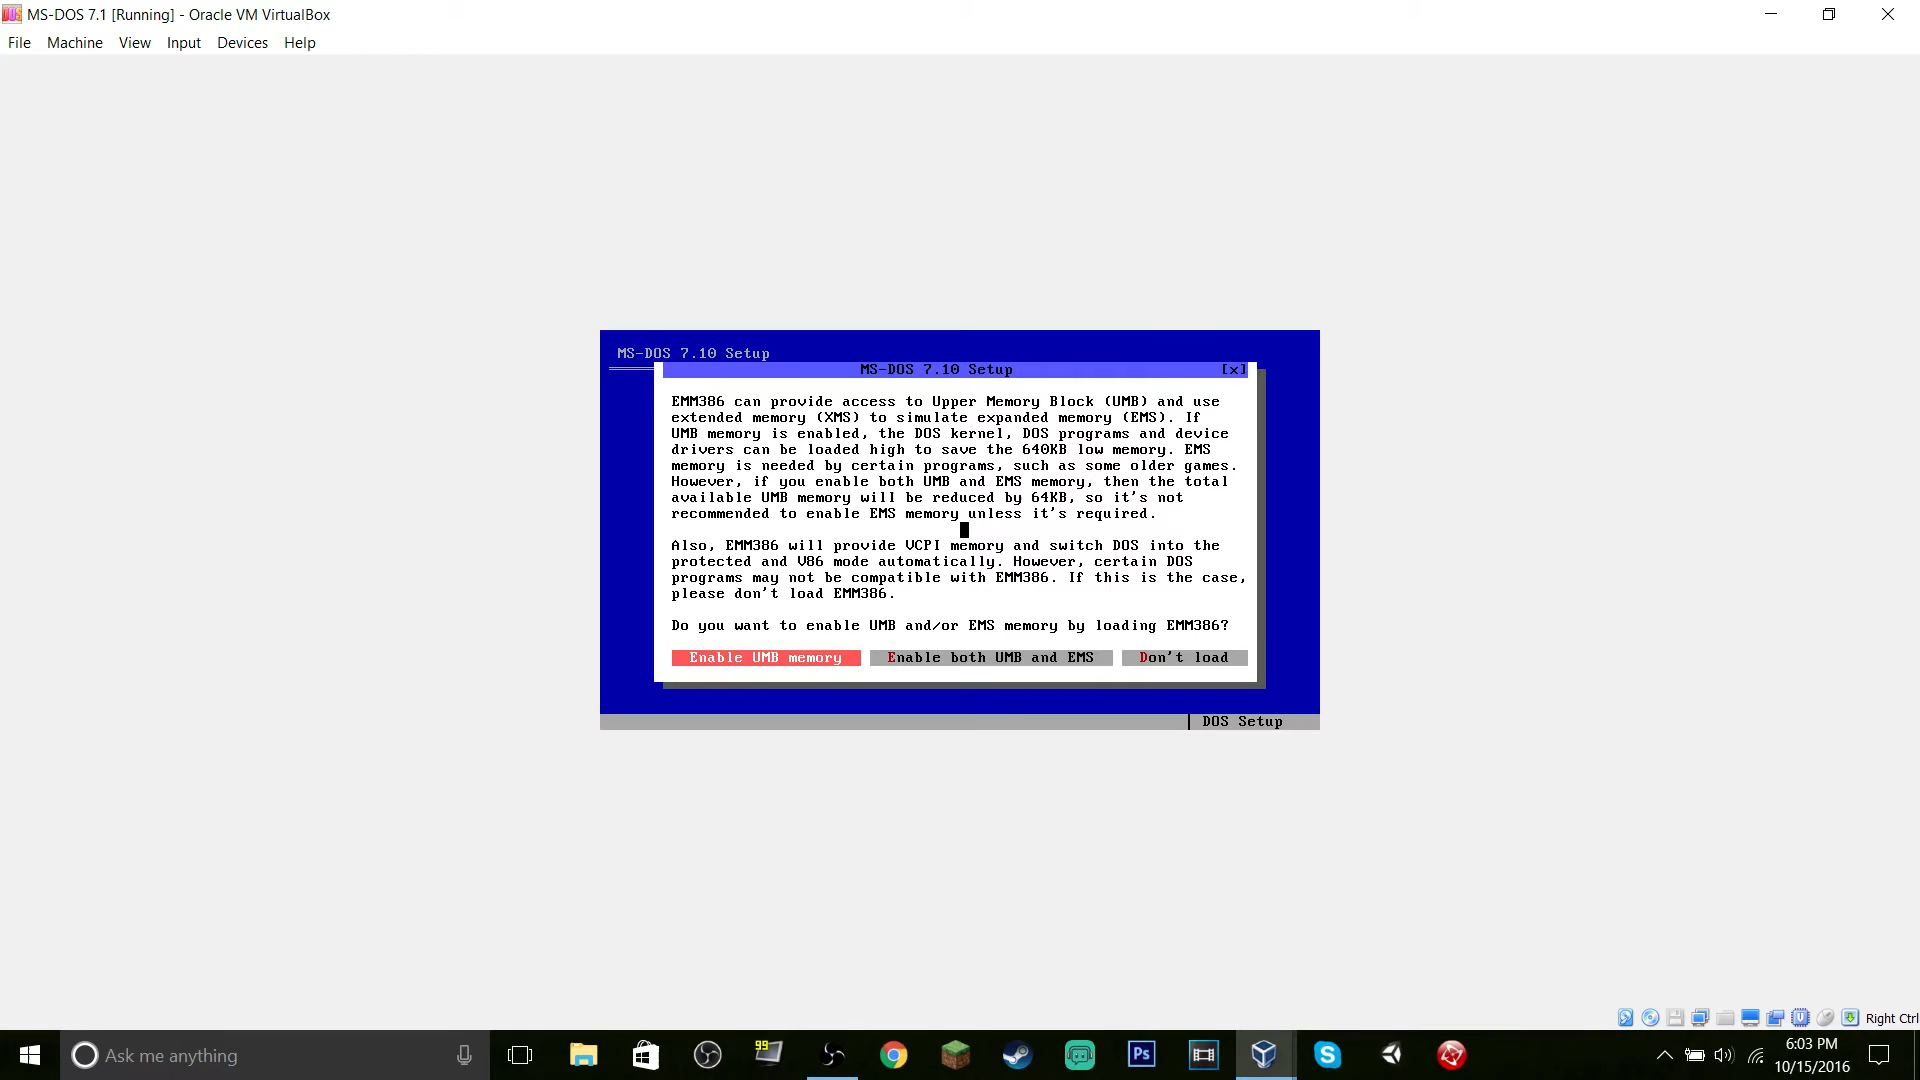 MS-DOS 7.1 [Running] - Oracle VM VirtualBox
File Machine View Input Devices Help
MS-DOS 7.10 Setup
MS-DOS 7.10 Setup [x]
EMM386 can provide access to Upper Memory Block (UMB) and use
extended memory (XMS) to simulate expanded memory (EMS). If
UMB memory is enabled, the DOS kernel, DOS programs and device
drivers can be loaded high to save the 640KB low memory. EMS
memory is needed by certain programs, such as some older games.
However, if you enable both UMB and EMS memory, then the total
available UMB memory will be reduced by 64KB, so it's not
recommended to enable EMS memory unless it's required.
Also, EMM386 will provide VCPI memory and switch DOS into the
protected and V86 mode automatically. However, certain DOS
programs may not be compatible with EMM386. If this is the case,
please don't load EMM386.
Do you want to enable UMB and/or EMS memory by loading EMM386?
Enable UMB memory Enable both UMB and EMS Don't load
DOS Setup
Right Ctrl
Ask me anything
99
Ps
6:03 PM
10/15/2016